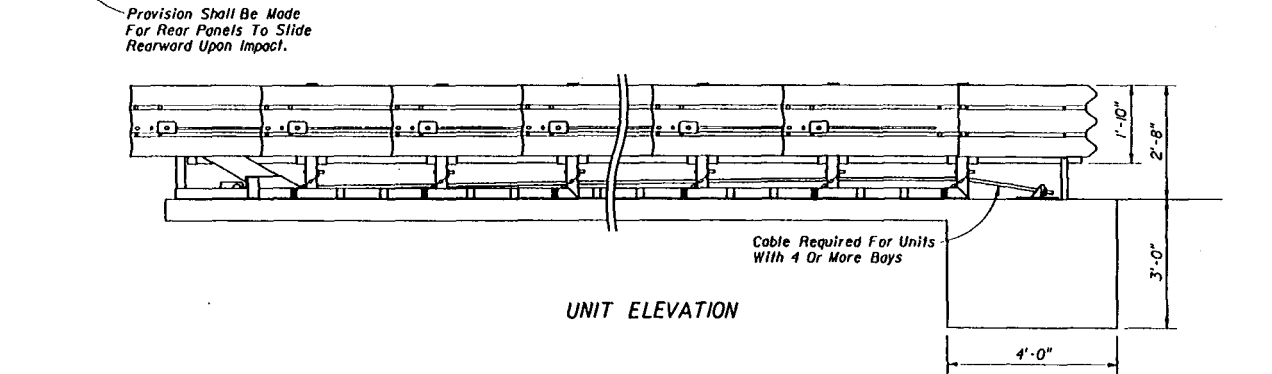 Provision Shall Be Made
For Rear Panels To Slide
Rearward Upon Impact.
1'-10"
2'-8"
Cable Required For Units
With 4 Or More Bays
3'-0"
UNIT ELEVATION
4'-0"